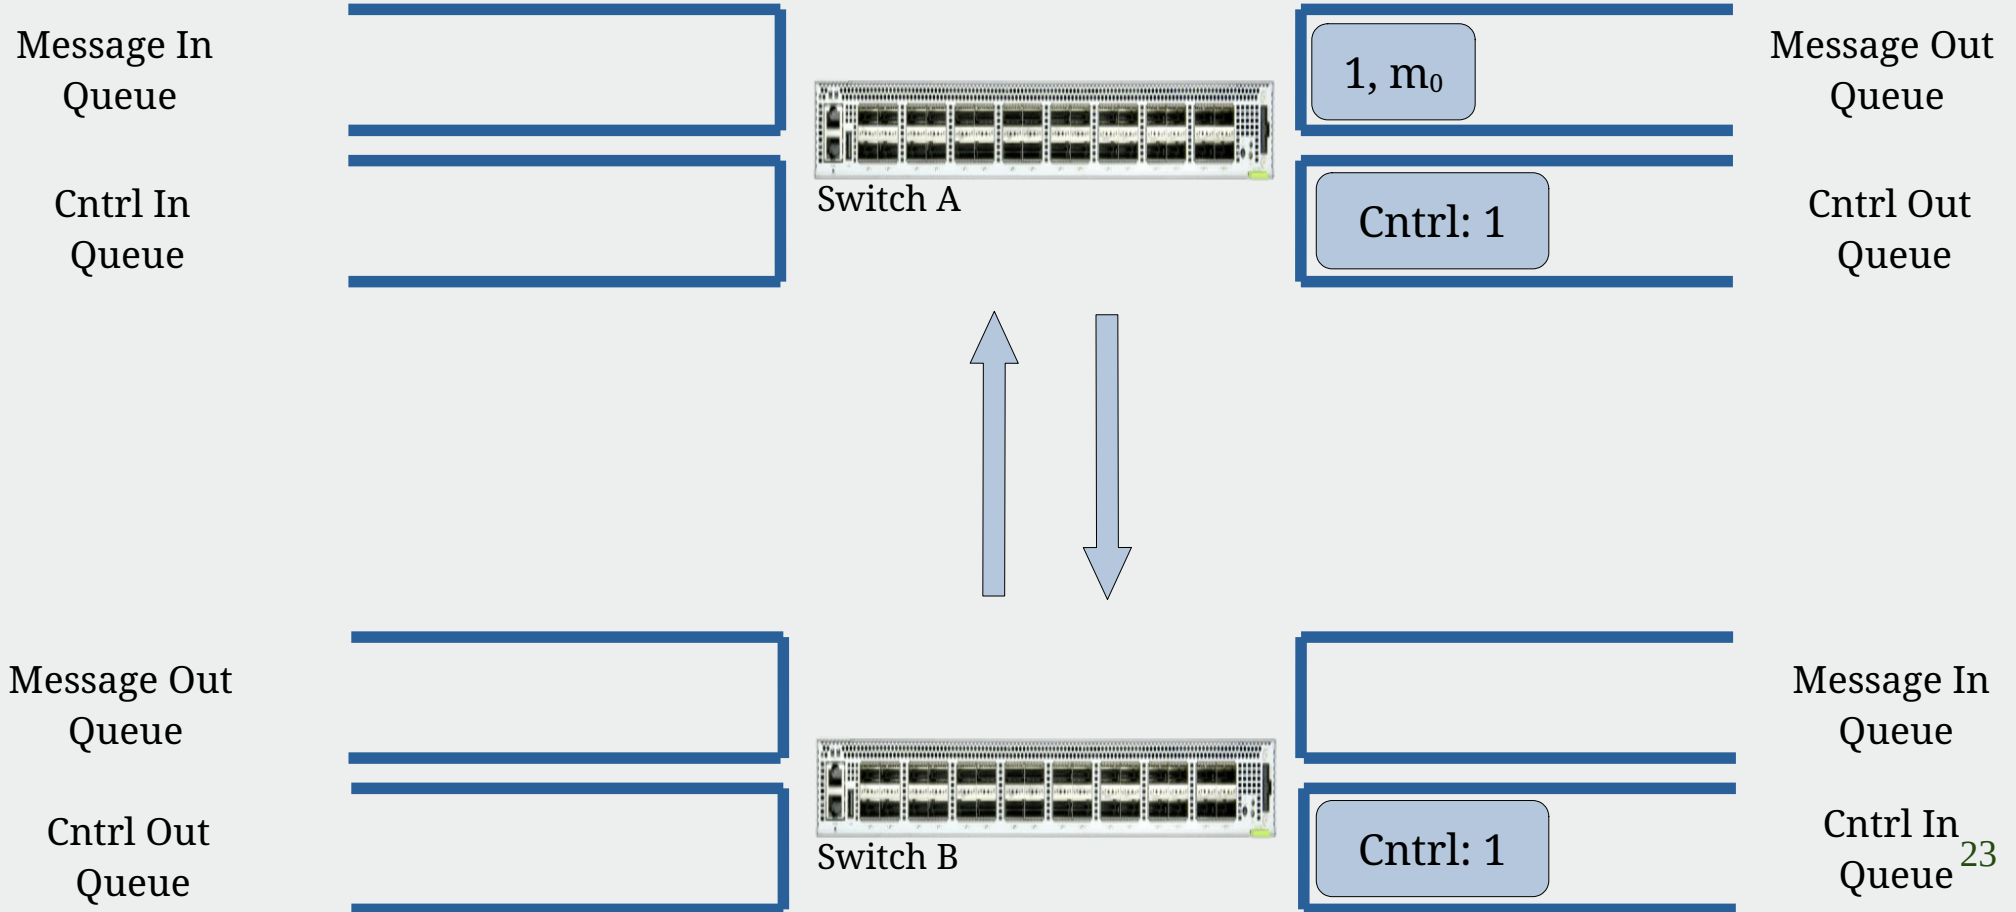 Message In
Queue
1, m₀
Message Out
Queue
Cntrl In
Queue
Switch A
Cntrl: 1
Cntrl Out
Queue
Message Out
Queue
Message In
Queue
Cntrl Out
Queue
Switch B
Cntrl: 1
Cntrl In
Queue
23